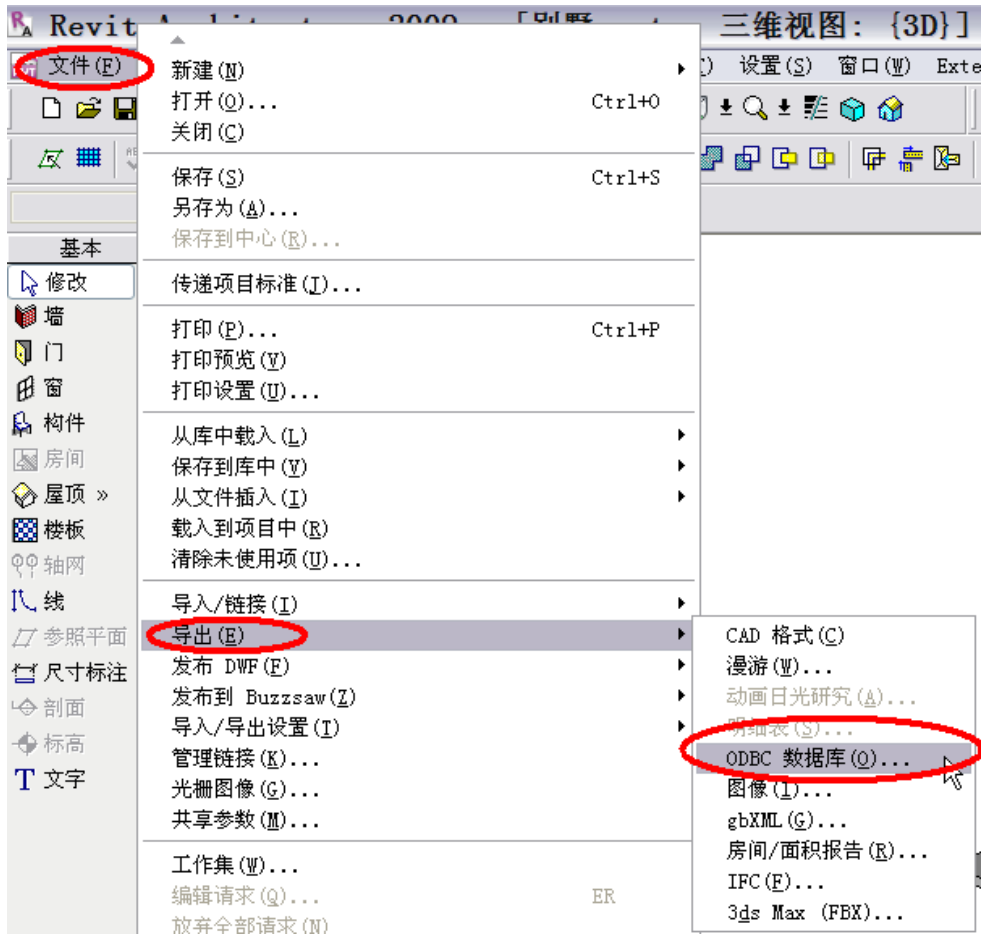 Revit
三维视图: {3D}]
文件(F)
设置(S) 窗口(W) Exte
新建(N)
打开(O)... Ctrl+O
关闭(C)
保存(S) Ctrl+S
另存为(A)...
保存到中心(R)...
传递项目标准(J)...
打印(P)... Ctrl+P
打印预览(V)
打印设置(U)...
从库中载入(L)
保存到库中(V)
从文件插入(I)
载入到项目中(R)
清除未使用项(U)...
导入/链接(I)
导出(E)
发布 DWF(F)
发布到 Buzzsaw(Z)
导入/导出设置(T)
管理链接(K)...
光栅图像(G)...
共享参数(M)...
工作集(W)...
编辑请求(Q)... ER
放弃全部请求(N)
基本
修改
墙
门
窗
构件
房间
屋顶 »
楼板
轴网
线
参照平面
尺寸标注
剖面
标高
T 文字
CAD 格式(C)
漫游(W)...
动画日光研究(A)...
明细表(S)...
ODBC 数据库(O)...
图像(I)...
gbXML(G)...
房间/面积报告(R)...
IFC(F)...
3ds Max (FBX)...